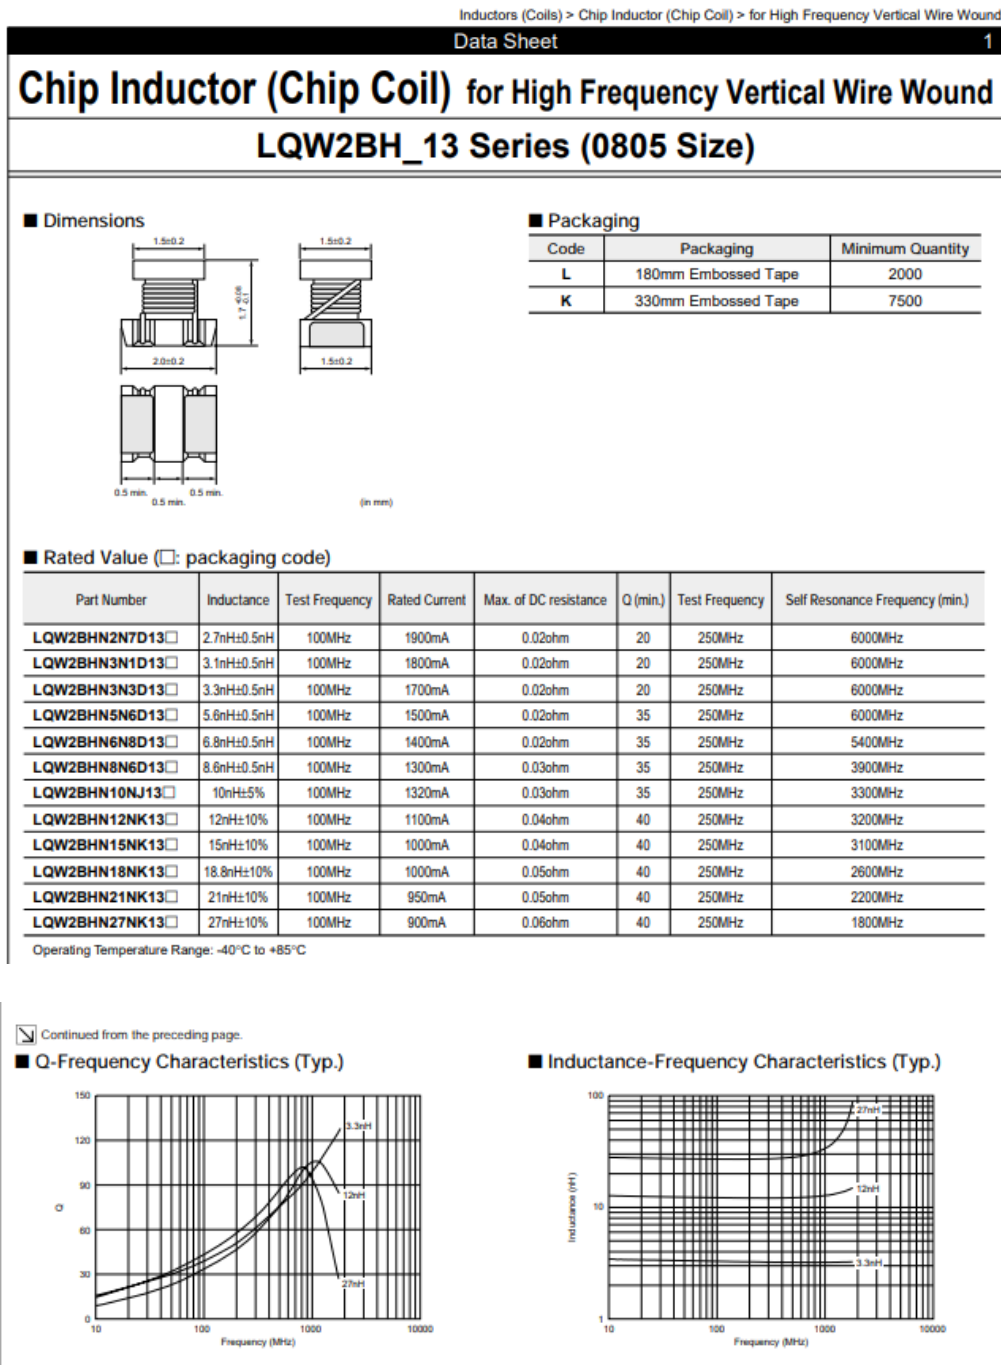 Inductors (Coils) > Chip Inductor (Chip Coil) > for High Frequency Vertical Wire Wound
Data Sheet 1
Chip Inductor (Chip Coil) for High Frequency Vertical Wire Wound
LQW2BH_13 Series (0805 Size)
■ Dimensions
1.5±0.2 1.5±0.2
1.7 +0.08 -0.1
2.0±0.2 1.5±0.2
0.5 min. 0.5 min. 0.5 min.
(in mm)
■ Packaging
Code Packaging Minimum Quantity
L 180mm Embossed Tape 2000
K 330mm Embossed Tape 7500
■ Rated Value (□: packaging code)
Part Number Inductance Test Frequency Rated Current Max. of DC resistance Q (min.) Test Frequency Self Resonance Frequency (min.)
LQW2BHN2N7D13□ 2.7nH±0.5nH 100MHz 1900mA 0.02ohm 20 250MHz 6000MHz
LQW2BHN3N1D13□ 3.1nH±0.5nH 100MHz 1800mA 0.02ohm 20 250MHz 6000MHz
LQW2BHN3N3D13□ 3.3nH±0.5nH 100MHz 1700mA 0.02ohm 20 250MHz 6000MHz
LQW2BHN5N6D13□ 5.6nH±0.5nH 100MHz 1500mA 0.02ohm 35 250MHz 6000MHz
LQW2BHN6N8D13□ 6.8nH±0.5nH 100MHz 1400mA 0.02ohm 35 250MHz 5400MHz
LQW2BHN8N6D13□ 8.6nH±0.5nH 100MHz 1300mA 0.03ohm 35 250MHz 3900MHz
LQW2BHN10NJ13□ 10nH±5% 100MHz 1320mA 0.03ohm 35 250MHz 3300MHz
LQW2BHN12NK13□ 12nH±10% 100MHz 1100mA 0.04ohm 40 250MHz 3200MHz
LQW2BHN15NK13□ 15nH±10% 100MHz 1000mA 0.04ohm 40 250MHz 3100MHz
LQW2BHN18NK13□ 18.8nH±10% 100MHz 1000mA 0.05ohm 40 250MHz 2600MHz
LQW2BHN21NK13□ 21nH±10% 100MHz 950mA 0.05ohm 40 250MHz 2200MHz
LQW2BHN27NK13□ 27nH±10% 100MHz 900mA 0.06ohm 40 250MHz 1800MHz
Operating Temperature Range: -40°C to +85°C
Continued from the preceding page.
■ Q-Frequency Characteristics (Typ.)
150
120
90
60
30
0
Q
3.3nH
12nH
27nH
10 100 1000 10000
Frequency (MHz)
■ Inductance-Frequency Characteristics (Typ.)
100
10
1
Inductance (nH)
27nH
12nH
3.3nH
10 100 1000 10000
Frequency (MHz)